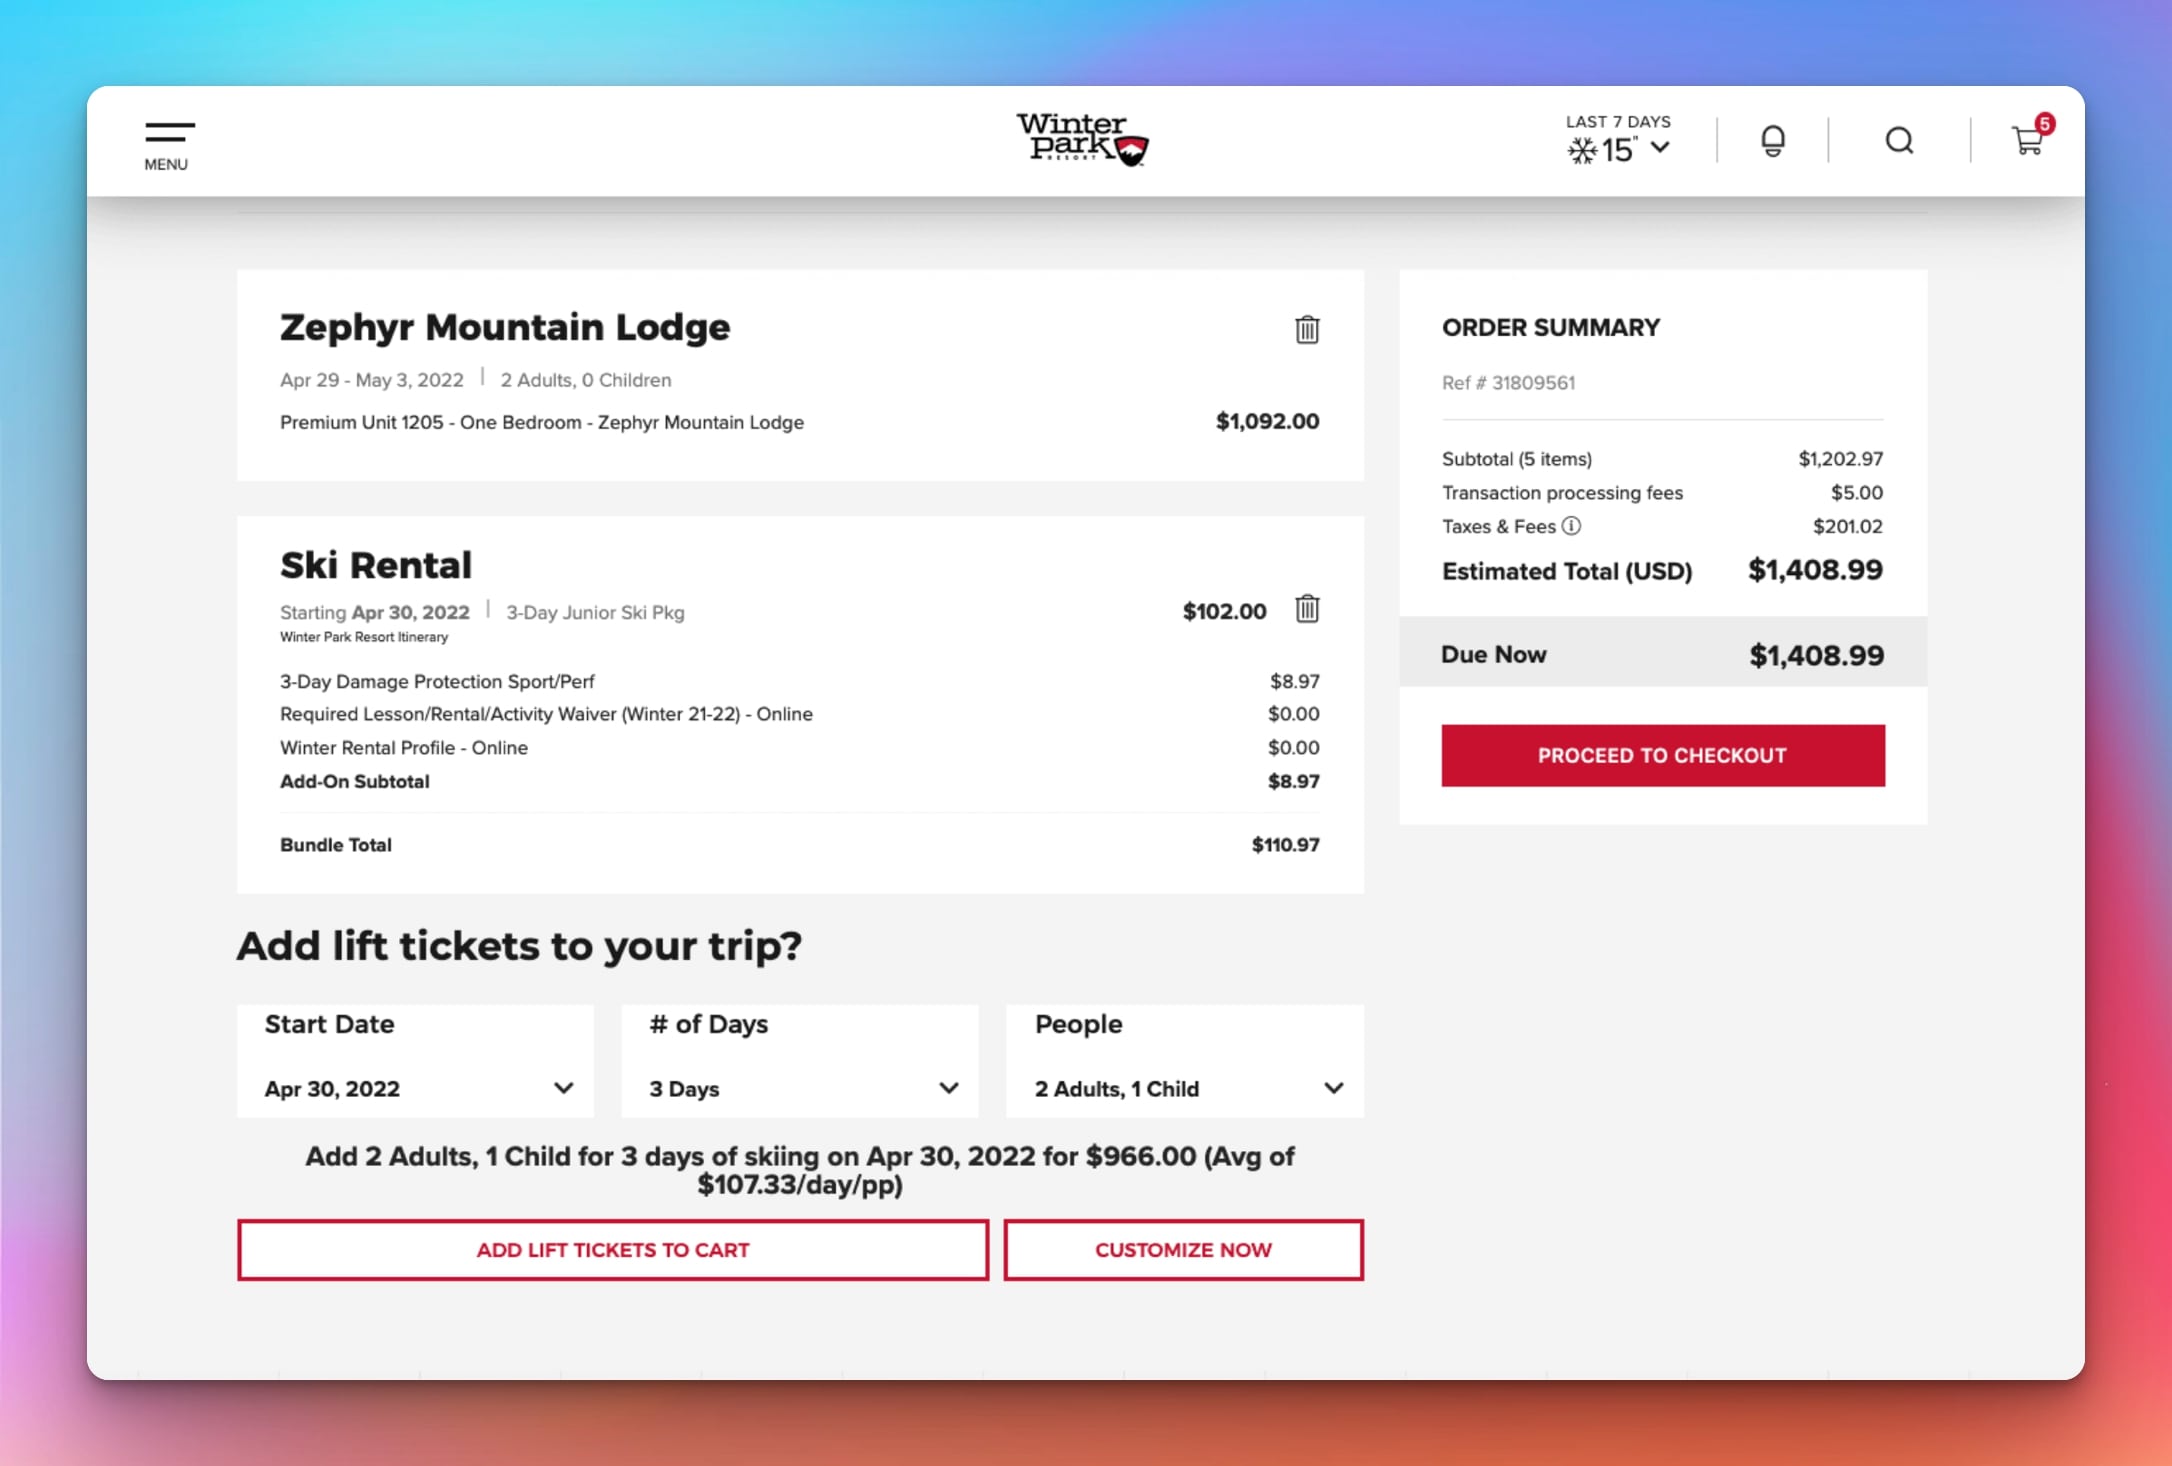 MENU
Winter
Park
RESORT
LAST 7 DAYS
15"
5
Zephyr Mountain Lodge
Apr 29 - May 3, 2022 | 2 Adults, 0 Children
Premium Unit 1205 - One Bedroom - Zephyr Mountain Lodge $1,092.00
Ski Rental
Starting Apr 30, 2022 | 3-Day Junior Ski Pkg $102.00
Winter Park Resort Itinerary
3-Day Damage Protection Sport/Perf $8.97
Required Lesson/Rental/Activity Waiver (Winter 21-22) - Online $0.00
Winter Rental Profile - Online $0.00
Add-On Subtotal $8.97
Bundle Total $110.97
Add lift tickets to your trip?
Start Date
Apr 30, 2022
# of Days
3 Days
People
2 Adults, 1 Child
Add 2 Adults, 1 Child for 3 days of skiing on Apr 30, 2022 for $966.00 (Avg of
$107.33/day/pp)
ADD LIFT TICKETS TO CART
CUSTOMIZE NOW
ORDER SUMMARY
Ref # 31809561
Subtotal (5 items) $1,202.97
Transaction processing fees $5.00
Taxes & Fees $201.02
Estimated Total (USD) $1,408.99
Due Now $1,408.99
PROCEED TO CHECKOUT